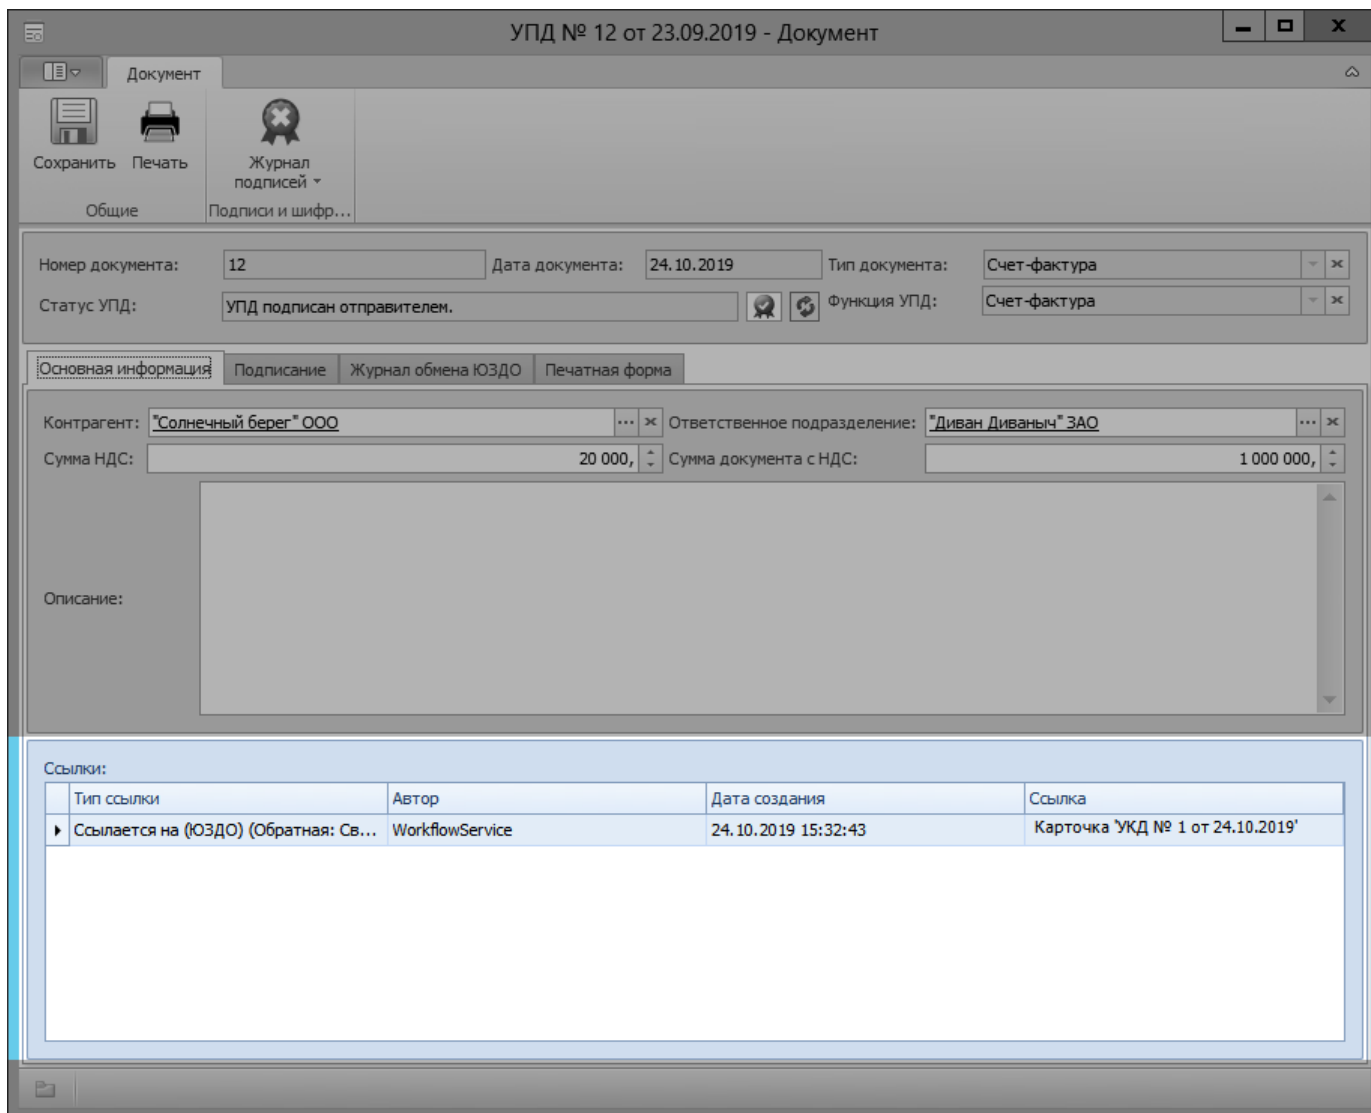 УПД № 12 от 23.09.2019 - Документ
Документ
Сохранить Печать Журнал подписей
Общие Подписи и шифр...
Номер документа: 12 Дата документа: 24.10.2019 Тип документа: Счет-фактура
Статус УПД: УПД подписан отправителем. Функция УПД: Счет-фактура
Основная информация Подписание Журнал обмена ЮЗДО Печатная форма
Контрагент: "Солнечный берег" ООО ... Ответственное подразделение: "Диван Диваныч" ЗАО ...
Сумма НДС: 20 000, Сумма документа с НДС: 1 000 000,
Описание:
Ссылки:
Тип ссылки Автор Дата создания Ссылка
Ссылается на (ЮЗДО) (Обратная: Св... WorkflowService 24.10.2019 15:32:43 Карточка 'УКД № 1 от 24.10.2019'